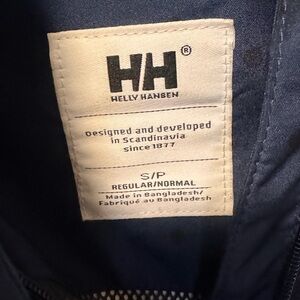 HH®
HELLY HANSEN
Designed and developed
in Scandinavia
since 1877
S/P
REGULAR/NORMAL
Made in Bangladesh/
Fabriqué au Bangladesh